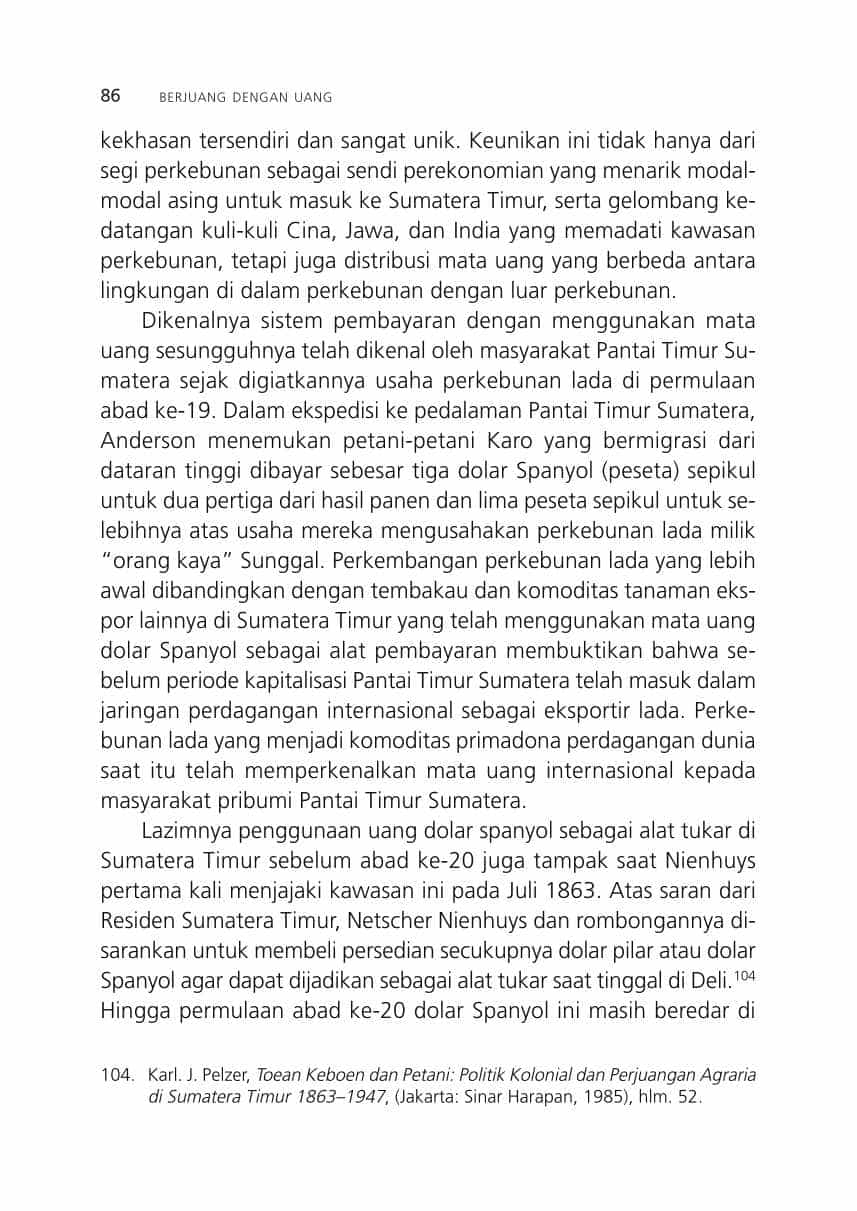 86 BERJUANG DENGAN UANG
kekhasan tersendiri dan sangat unik. Keunikan ini tidak hanya dari
segi perkebunan sebagai sendi perekonomian yang menarik modal-
modal asing untuk masuk ke Sumatera Timur, serta gelombang ke-
datangan kuli-kuli Cina, Jawa, dan India yang memadati kawasan
perkebunan, tetapi juga distribusi mata uang yang berbeda antara
lingkungan di dalam perkebunan dengan luar perkebunan.
Dikenalnya sistem pembayaran dengan menggunakan mata
uang sesungguhnya telah dikenal oleh masyarakat Pantai Timur Su-
matera sejak digiatkannya usaha perkebunan lada di permulaan
abad ke-19. Dalam ekspedisi ke pedalaman Pantai Timur Sumatera,
Anderson menemukan petani-petani Karo yang bermigrasi dari
dataran tinggi dibayar sebesar tiga dolar Spanyol (peseta) sepikul
untuk dua pertiga dari hasil panen dan lima peseta sepikul untuk se-
lebihnya atas usaha mereka mengusahakan perkebunan lada milik
“orang kaya” Sunggal. Perkembangan perkebunan lada yang lebih
awal dibandingkan dengan tembakau dan komoditas tanaman eks-
por lainnya di Sumatera Timur yang telah menggunakan mata uang
dolar Spanyol sebagai alat pembayaran membuktikan bahwa se-
belum periode kapitalisasi Pantai Timur Sumatera telah masuk dalam
jaringan perdagangan internasional sebagai eksportir lada. Perke-
bunan lada yang menjadi komoditas primadona perdagangan dunia
saat itu telah memperkenalkan mata uang internasional kepada
masyarakat pribumi Pantai Timur Sumatera.
Lazimnya penggunaan uang dolar spanyol sebagai alat tukar di
Sumatera Timur sebelum abad ke-20 juga tampak saat Nienhuys
pertama kali menjajaki kawasan ini pada Juli 1863. Atas saran dari
Residen Sumatera Timur, Netscher Nienhuys dan rombongannya di-
sarankan untuk membeli persedian secukupnya dolar pilar atau dolar
Spanyol agar dapat dijadikan sebagai alat tukar saat tinggal di Deli.104
Hingga permulaan abad ke-20 dolar Spanyol ini masih beredar di
104. Karl. J. Pelzer, Toean Keboen dan Petani: Politik Kolonial dan Perjuangan Agraria
di Sumatera Timur 1863–1947, (Jakarta: Sinar Harapan, 1985), hlm. 52.